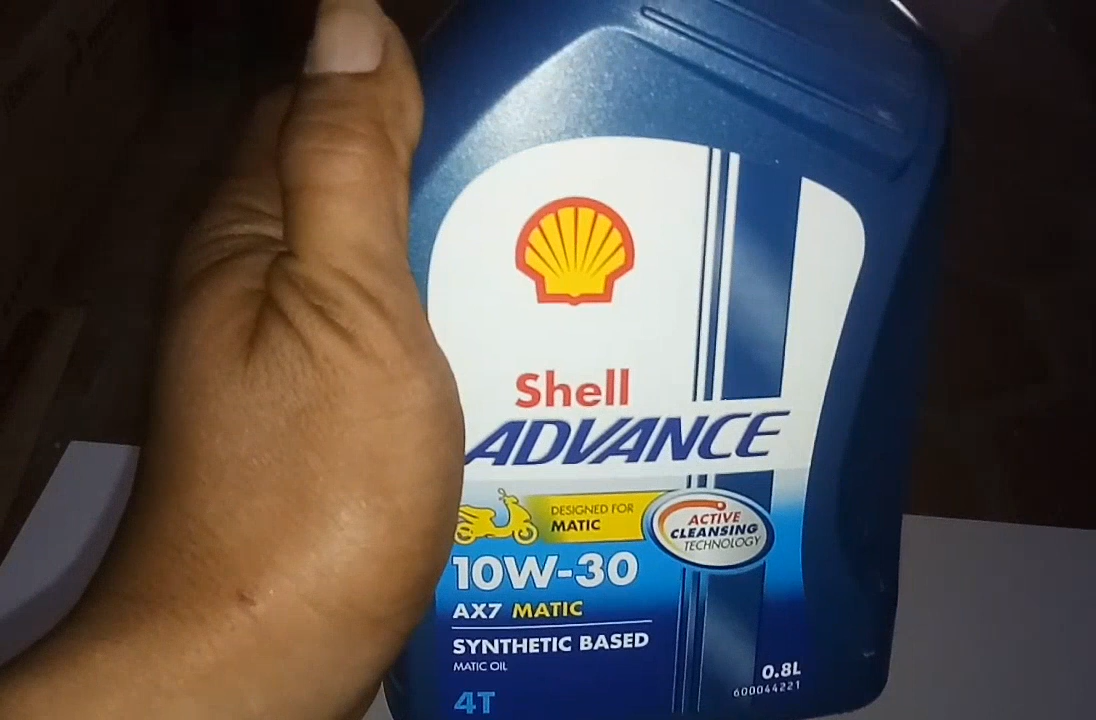 Shell
ADVANCE
DESIGNED FOR
MATIC
ACTIVE
CLEANSING
TECHNOLOGY
10W-30
AX7 MATIC
SYNTHETIC BASED
MATIC OIL
4T
0.8L
600044221